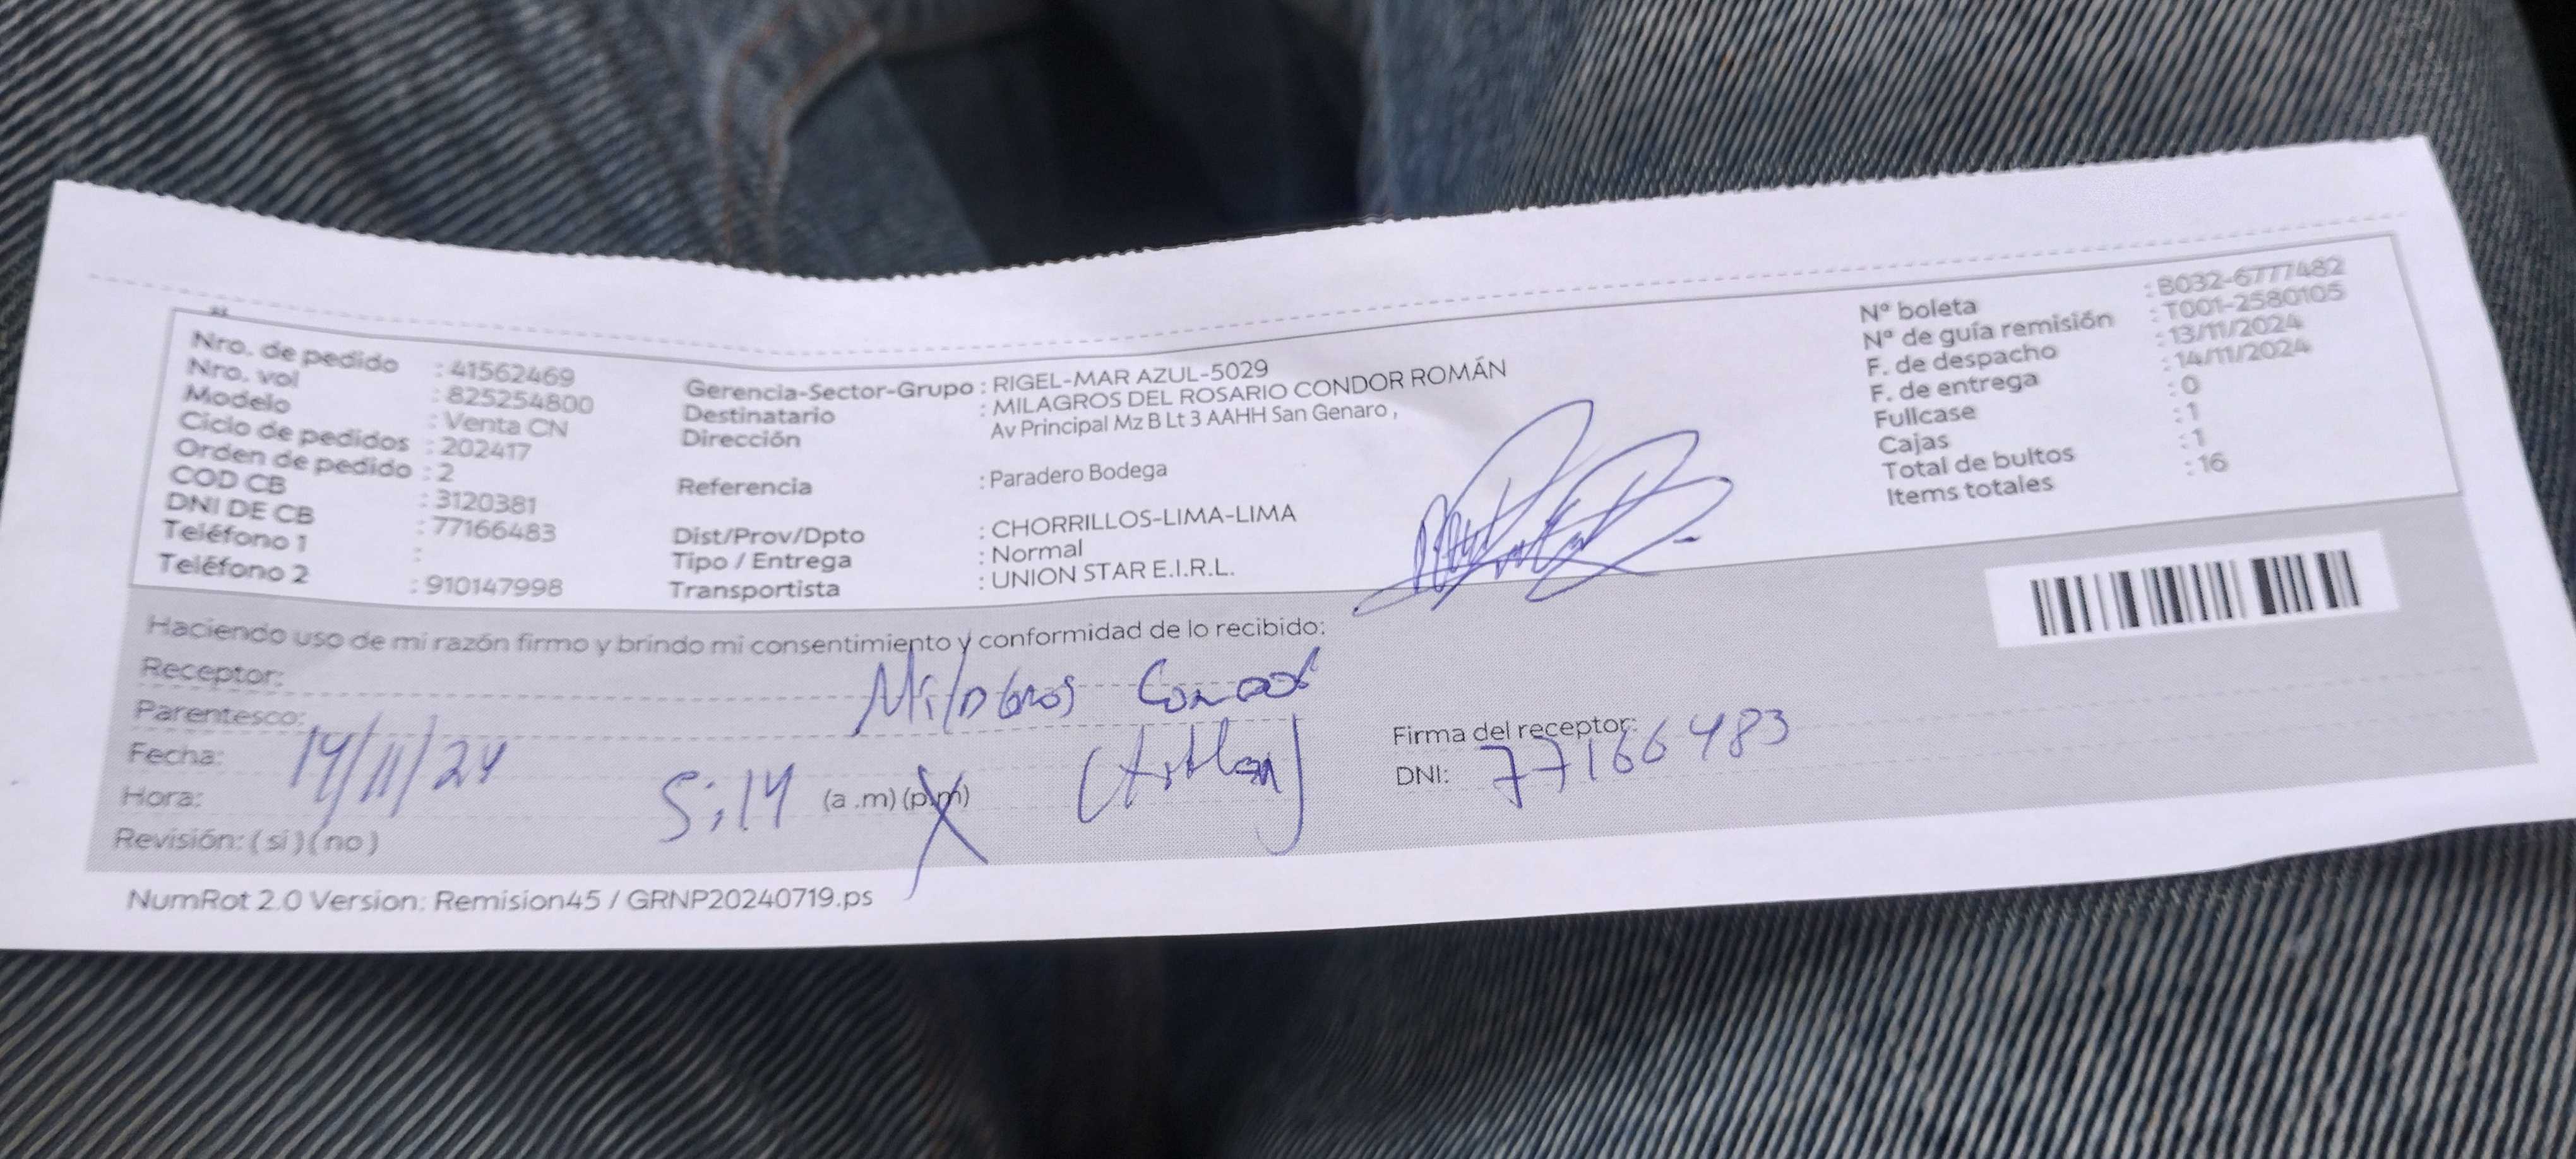 Nro. de pedido : 41562469
Nro. vol : 825254800
Modelo : Venta CN
Ciclo de pedidos : 202417
Orden de pedido : 2
COD CB : 3120381
DNI DE CB : 77166483
Teléfono 1 :
Teléfono 2 : 910147998
Gerencia-Sector-Grupo : RIGEL-MAR AZUL-5029
Destinatario : MILAGROS DEL ROSARIO CONDOR ROMÁN
Dirección Av Principal Mz B Lt 3 AAHH San Genaro ,
Referencia : Paradero Bodega
Dist/Prov/Dpto : CHORRILLOS-LIMA-LIMA
Tipo / Entrega : Normal
Transportista : UNION STAR E.I.R.L.
Nº boleta : B032-6777482
Nº de guía remisión : T001-2580105
F. de despacho : 13/11/2024
F. de entrega : 14/11/2024
Fullcase : 0
Cajas : 1
Total de bultos : 1
Items totales : 16
Haciendo uso de mi razón firmo y brindo mi consentimiento y conformidad de lo recibido:
Receptor: Milagros Condor
Parentesco:
Fecha: 14/11/24
Hora: 5:14 (a .m) (p.m)
Revisión: ( si ) ( no )
Firma del receptor:
DNI: 77166483
NumRot 2.0 Version: Remision45 / GRNP20240719.ps